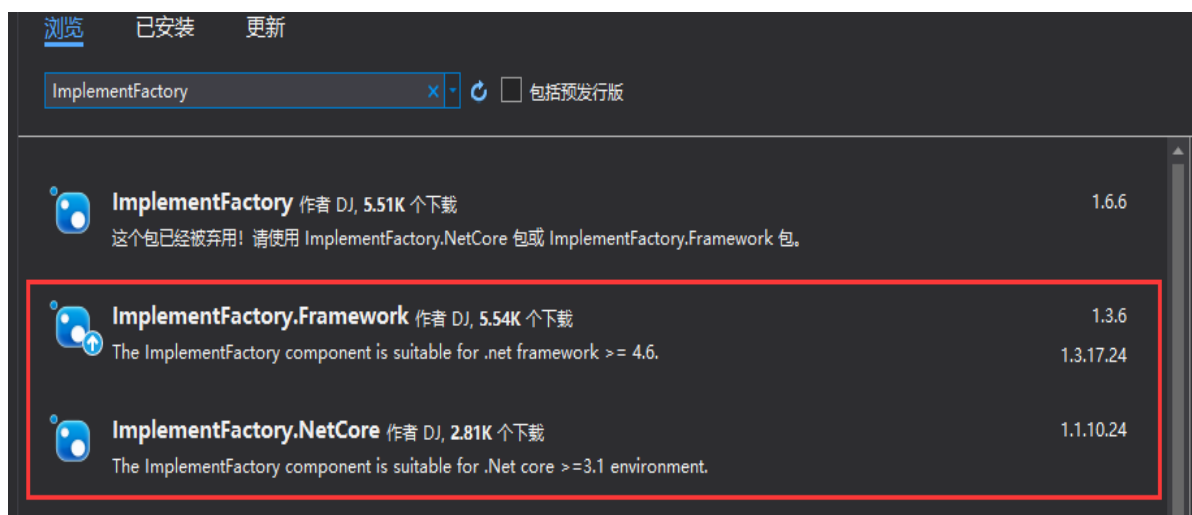 浏览 已安装 更新
ImplementFactory 包括预发行版
ImplementFactory 作者 DJ, 5.51K 个下载 1.6.6
这个包已经被弃用！请使用 ImplementFactory.NetCore 包或 ImplementFactory.Framework 包。
ImplementFactory.Framework 作者 DJ, 5.54K 个下载 1.3.6
The ImplementFactory component is suitable for .net framework >= 4.6. 1.3.17.24
ImplementFactory.NetCore 作者 DJ, 2.81K 个下载 1.1.10.24
The ImplementFactory component is suitable for .Net core >=3.1 environment.